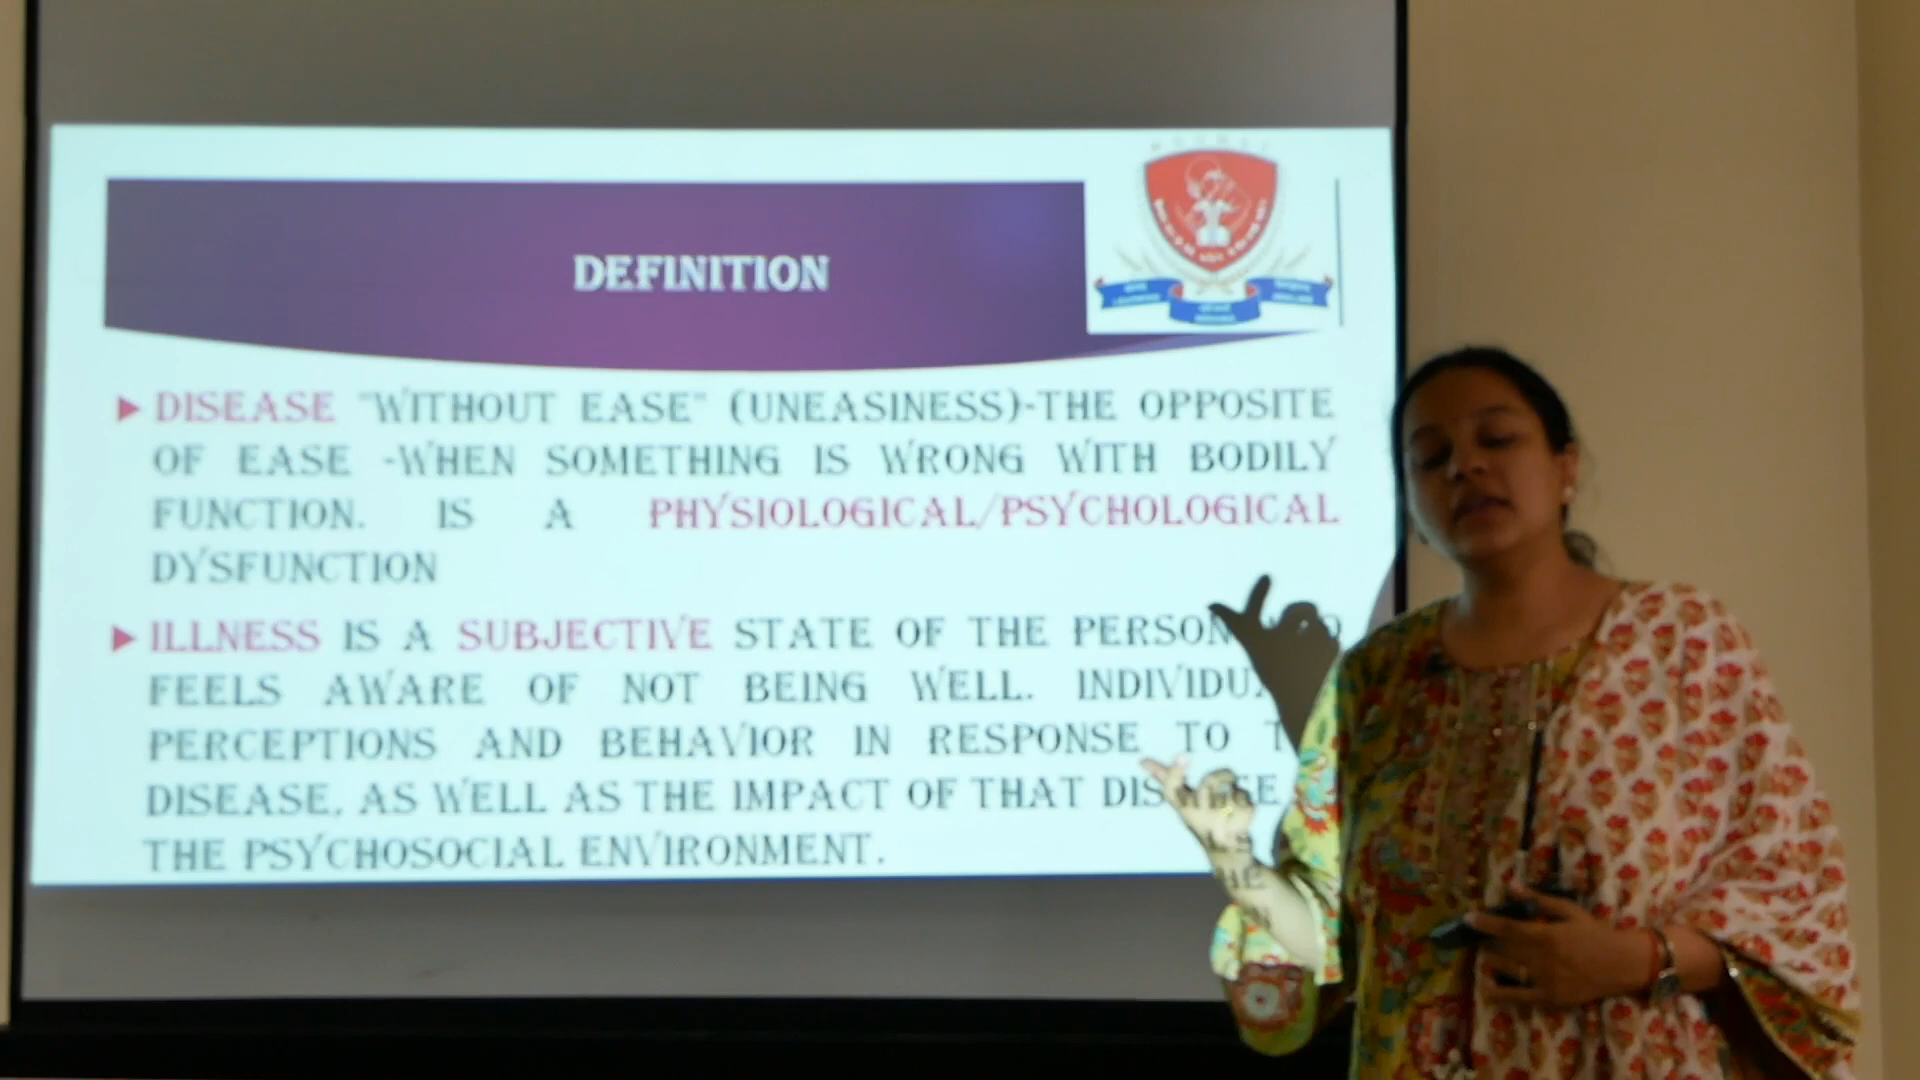 DEFINITION
DISEASE "WITHOUT EASE" (UNEASINESS)-THE OPPOSITE
OF EASE -WHEN SOMETHING IS WRONG WITH BODILY
FUNCTION. IS A PHYSIOLOGICAL/PSYCHOLOGICAL
DYSFUNCTION
ILLNESS IS A SUBJECTIVE STATE OF THE PERSON
FEELS AWARE OF NOT BEING WELL.
PERCEPTIONS AND BEHAVIOR IN RESPONSE TO
DISEASE, AS WELL AS THE IMPACT OF THAT
THE PSYCHOSOCIAL ENVIRONMENT.